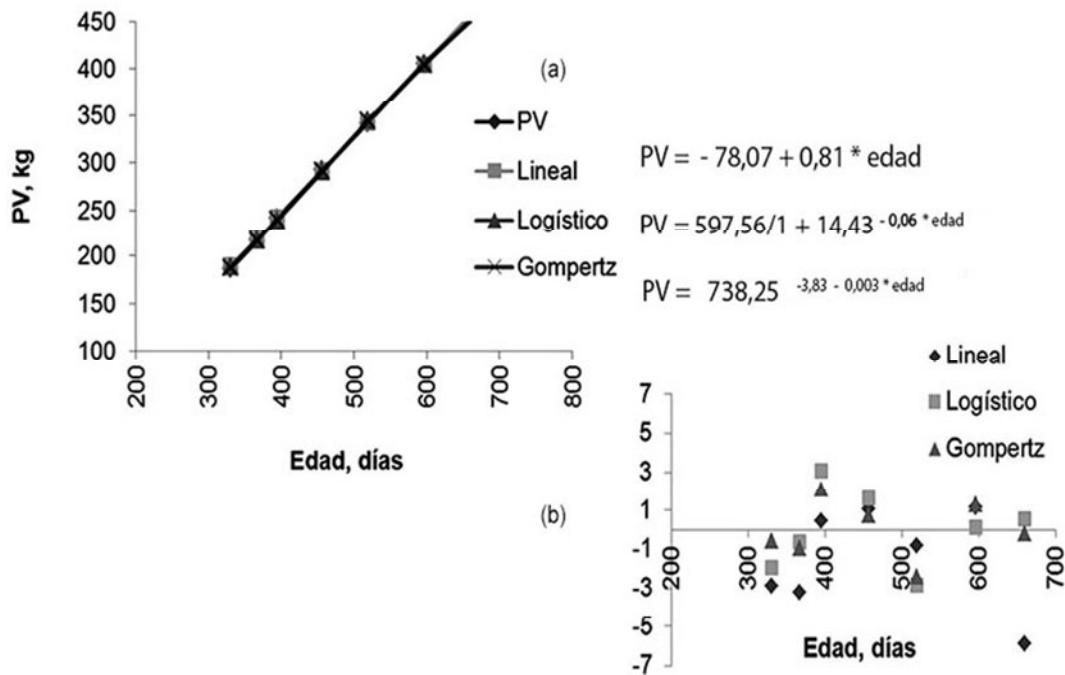 450
400
350
300
250
200
150
100
PV, kg
200
300
400
500
600
700
800
Edad, días
(a)
PV
Lineal
Logístico
Gompertz
PV = - 78,07 + 0,81 * edad
PV = 597,56/1 + 14,43 - 0,06 * edad
PV = 738,25 -3,83 - 0,003 * edad
(b)
Lineal
Logístico
Gompertz
7
5
3
1
-1
-3
-5
-7
200
300
400
500
600
700
Edad, días